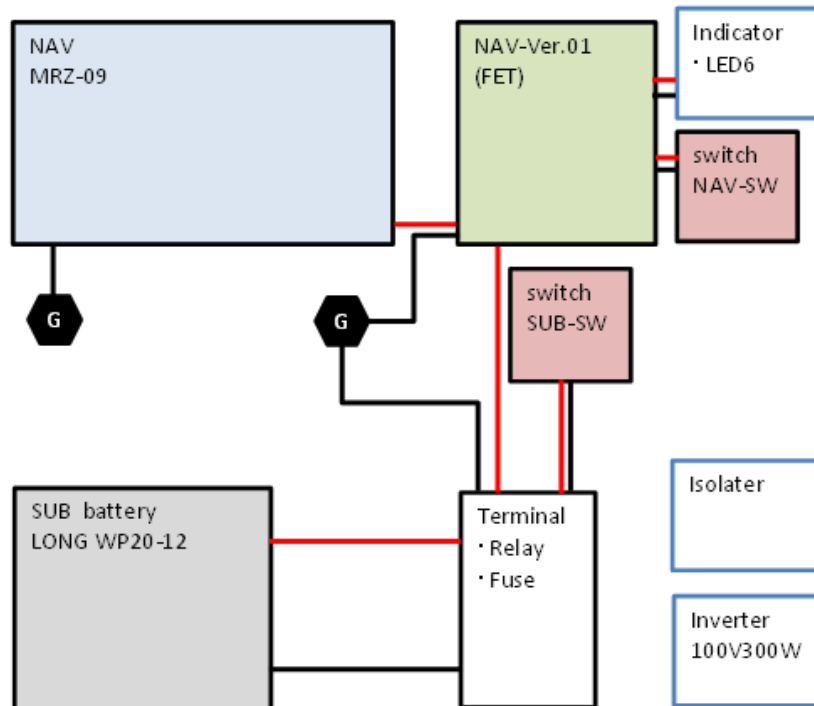 NAV
MRZ-09
NAV-Ver.01
(FET)
Indicator
・LED6
switch
NAV-SW
G
G
switch
SUB-SW
SUB battery
LONG WP20-12
Terminal
・Relay
・Fuse
Isolater
Inverter
100V300W